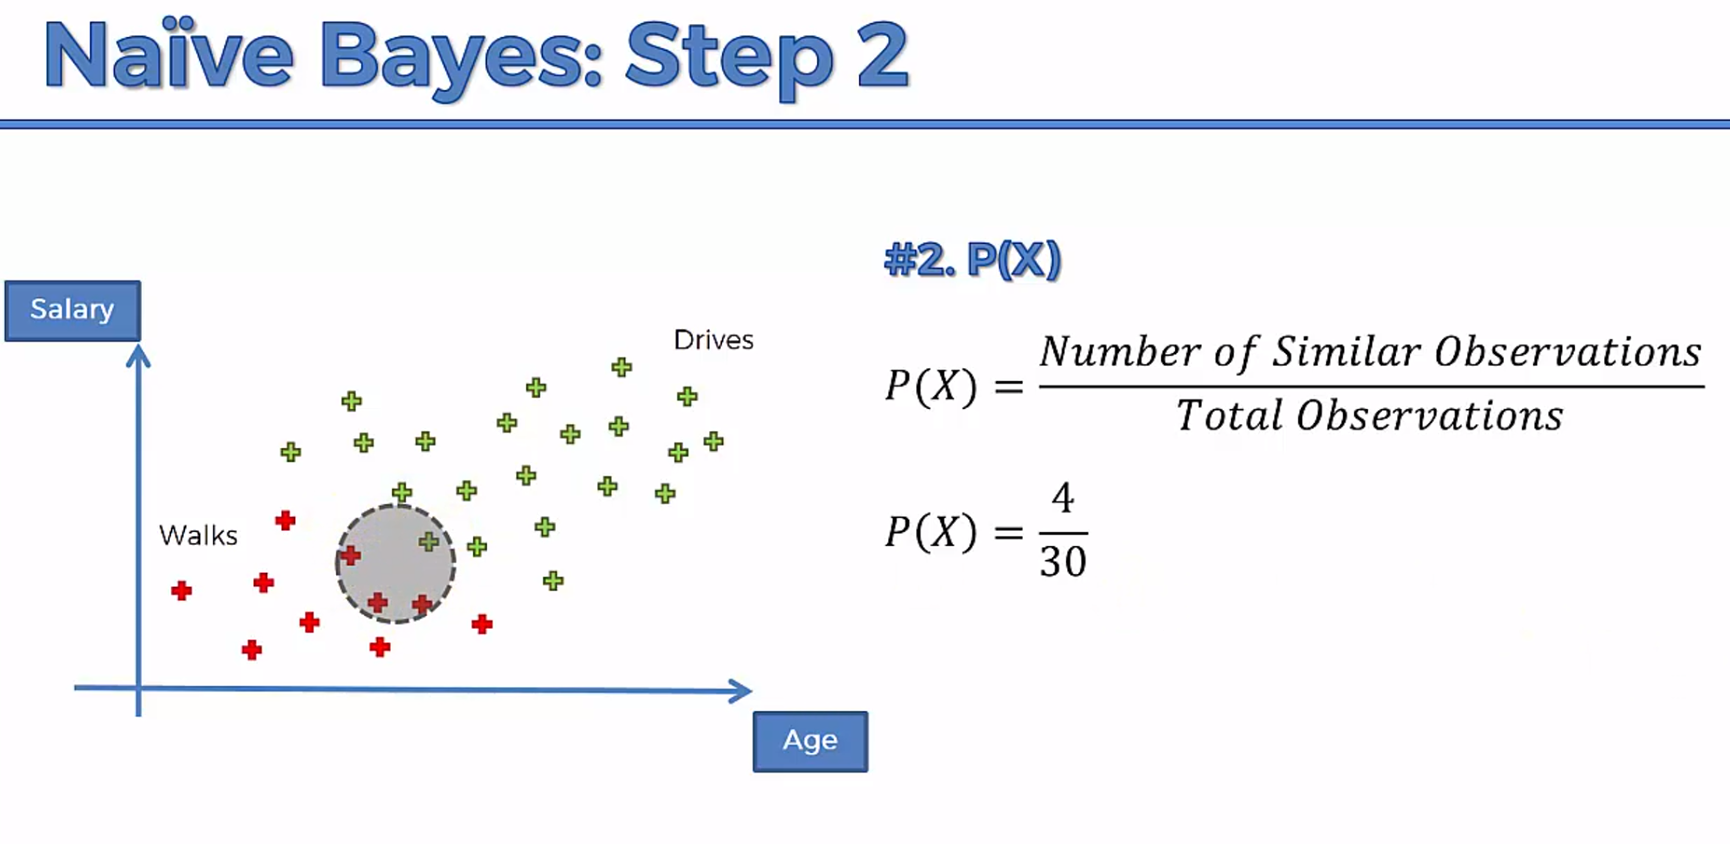 Naïve Bayes: Step 2
#2. P(X)
Salary
Drives
P(X) = Number of Similar Observations / Total Observations
Walks
P(X) = 4 / 30
Age